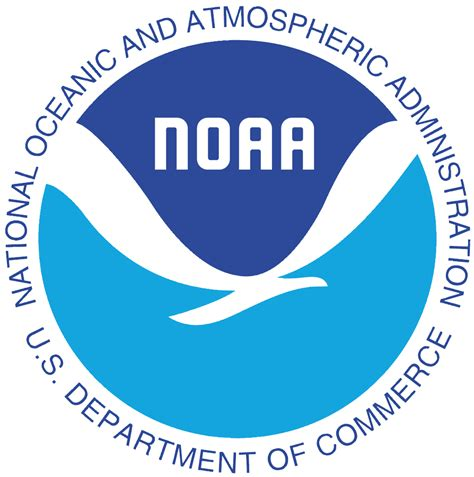 NATIONAL OCEANIC AND ATMOSPHERIC ADMINISTRATION
NOAA
U.S. DEPARTMENT OF COMMERCE